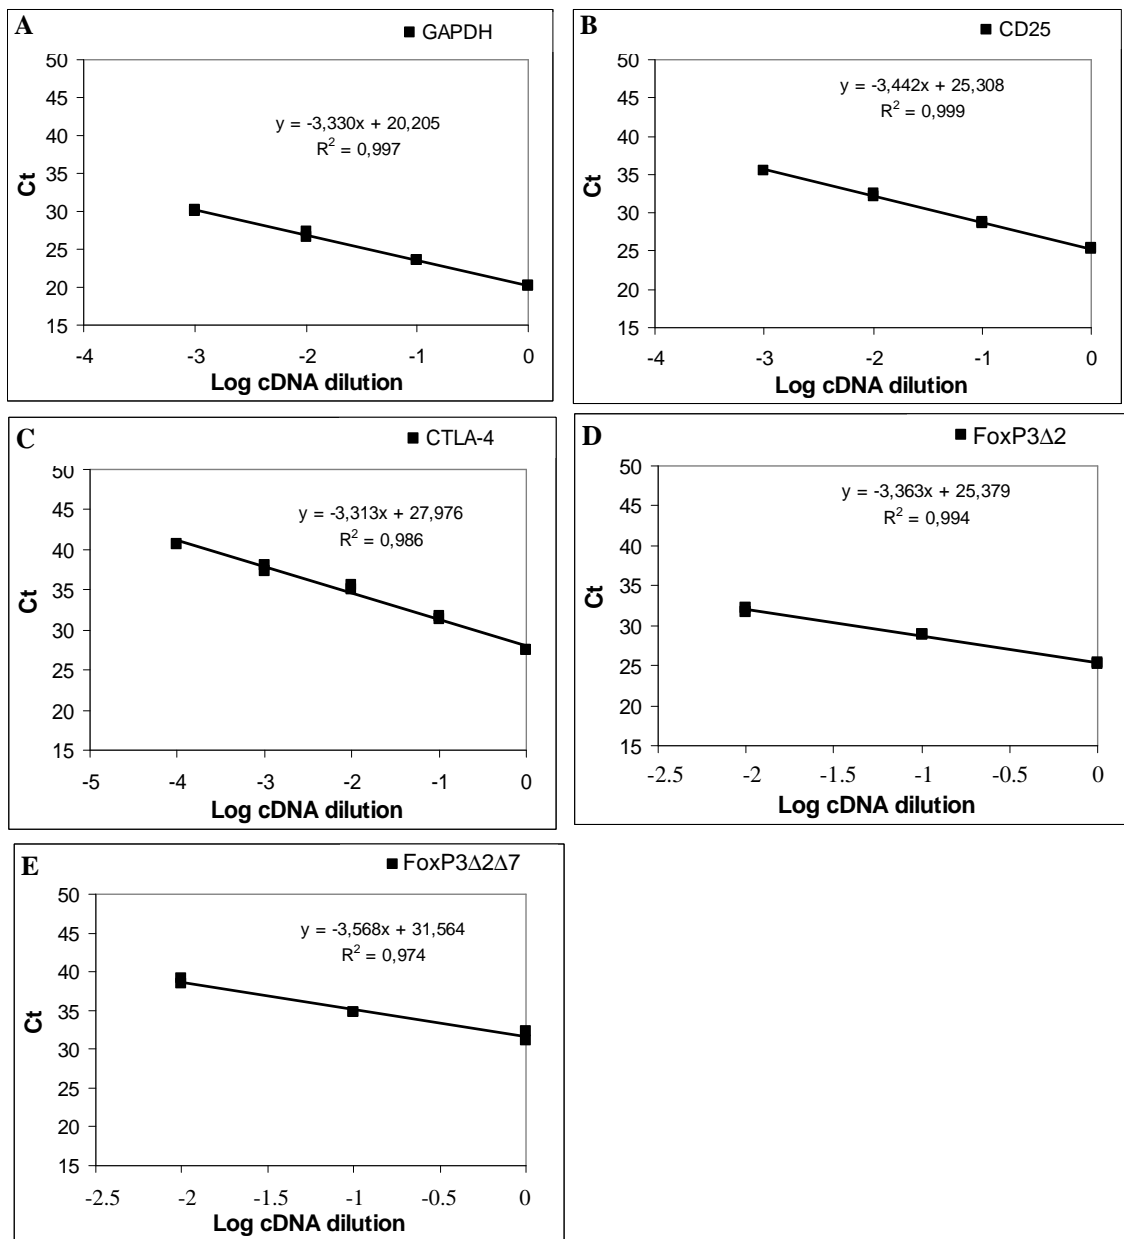 A
GAPDH
50
45
40
35
30
25
20
15
Ct
y = -3,330x + 20,205
R² = 0,997
-4 -3 -2 -1 0
Log cDNA dilution
B
CD25
50
45
40
35
30
25
20
15
Ct
y = -3,442x + 25,308
R² = 0,999
-4 -3 -2 -1 0
Log cDNA dilution
C
CTLA-4
50
45
40
35
30
25
20
15
Ct
y = -3,313x + 27,976
R² = 0,986
-5 -4 -3 -2 -1 0
Log cDNA dilution
D
FoxP3Δ2
50
45
40
35
30
25
20
15
Ct
y = -3,363x + 25,379
R² = 0,994
-2.5 -2 -1.5 -1 -0.5 0
Log cDNA dilution
E
FoxP3Δ2Δ7
50
45
40
35
30
25
20
15
Ct
y = -3,568x + 31,564
R² = 0,974
-2.5 -2 -1.5 -1 -0.5 0
Log cDNA dilution